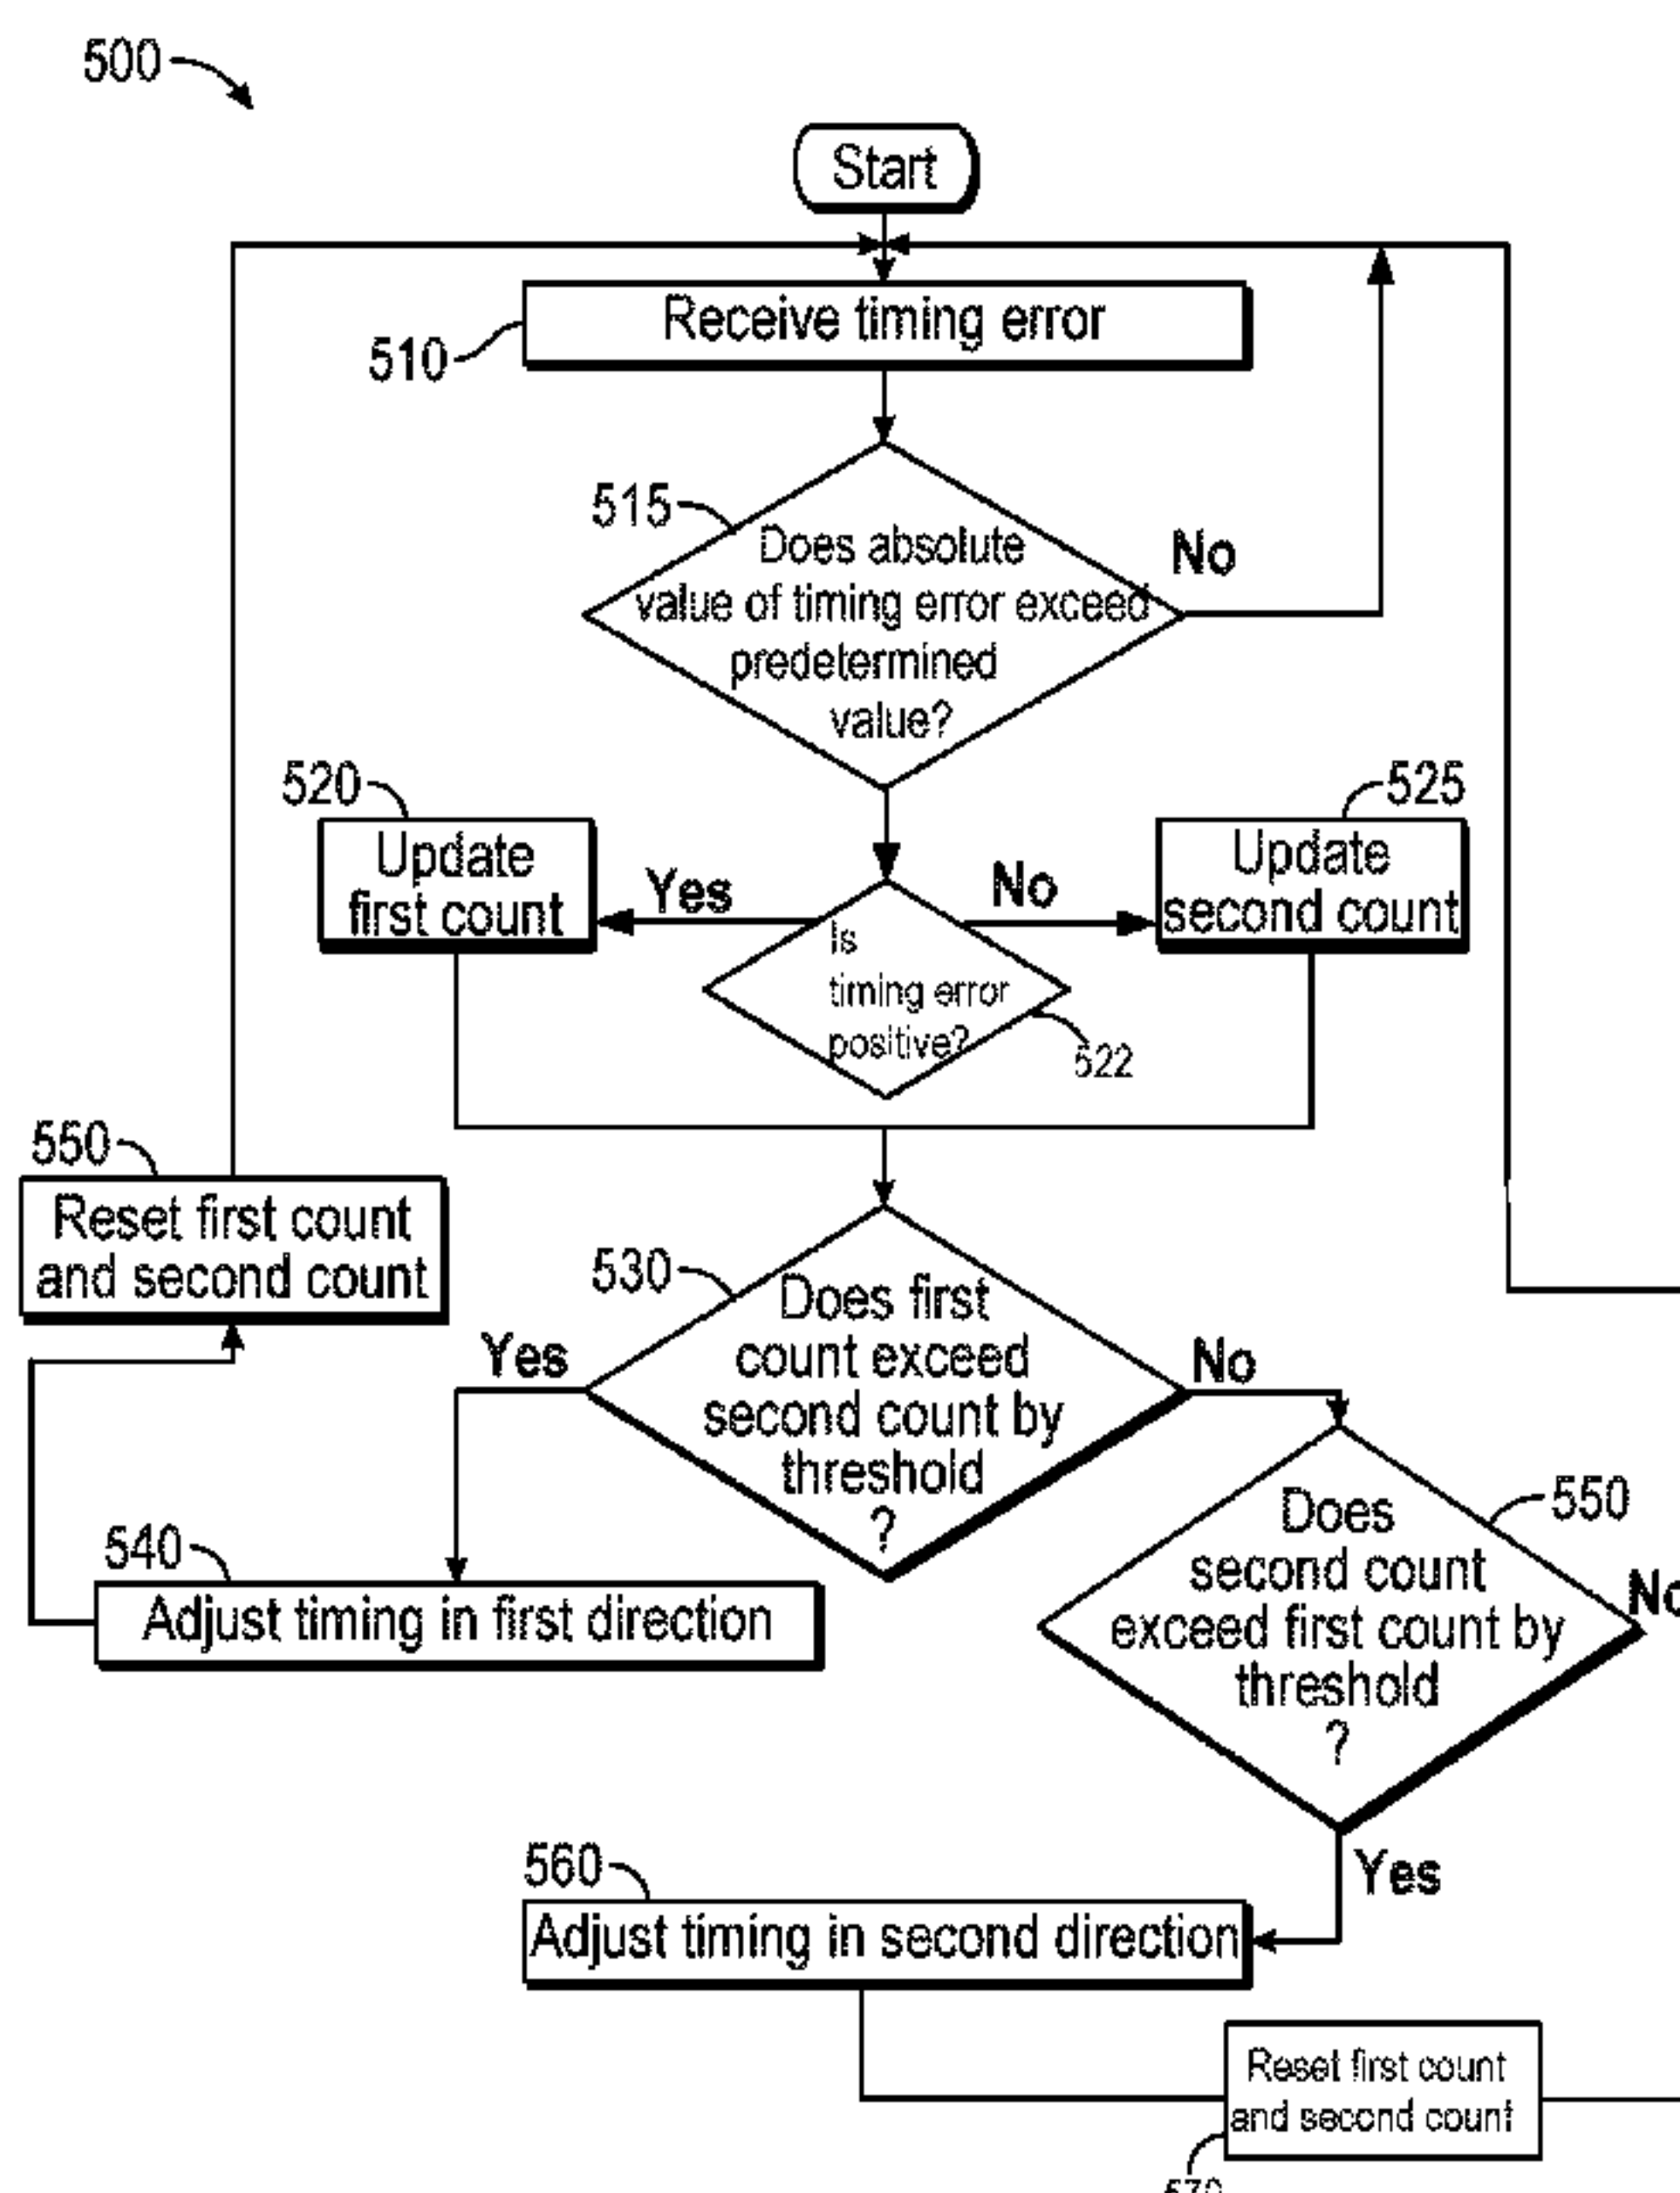 500
Start
Receive timing error
510
515
Does absolute
value of timing error exceed
predetermined
value?
No
520
Update
first count
Yes
No
525
Update
second count
Is
timing error
positive?
522
550
Reset first count
and second count
530
Does first
count exceed
second count by
threshold
?
Yes
No
540
Adjust timing in first direction
550
Does
second count
exceed first count by
threshold
?
No
Yes
560
Adjust timing in second direction
Reset first count
and second count